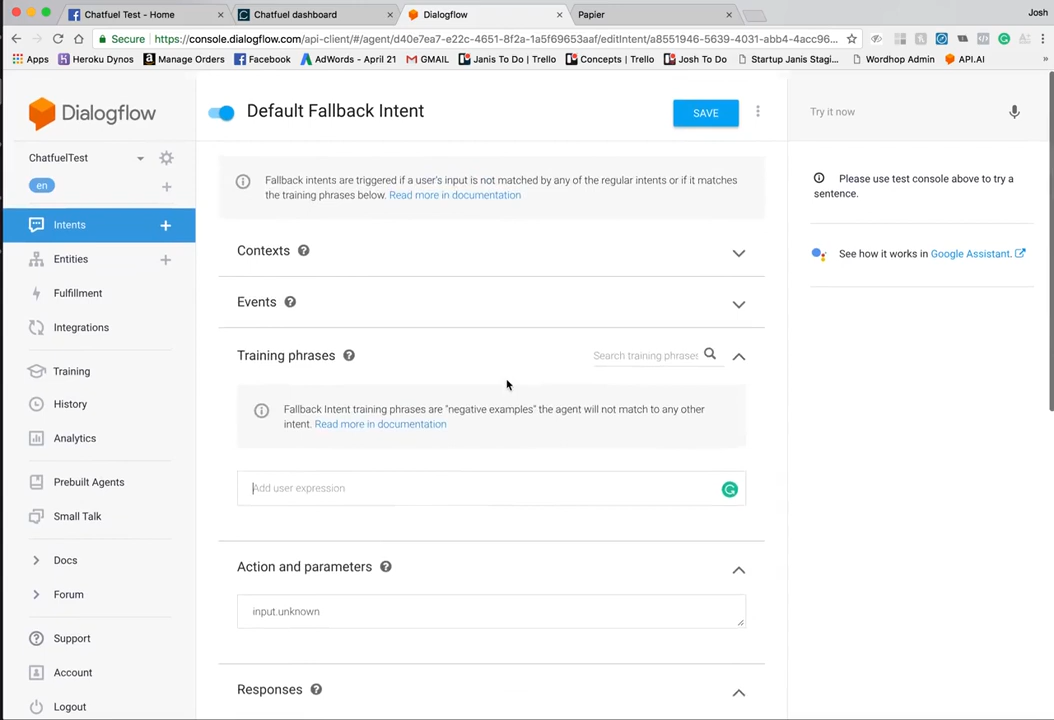 Chatfuel Test - Home
Chatfuel dashboard
Dialogflow
Papier
Josh
Secure
https://console.dialogflow.com/api-client/#/agent/d40e7ea7-e22c-4651-8f2a-1a5f69653aaf/editIntent/a8551946-5639-4031-abb4-4acc96...
Apps
Heroku Dynos
Manage Orders
Facebook
AdWords - April 21
GMAIL
Janis To Do | Trello
Concepts | Trello
Josh To Do
Startup Janis Stagi...
Wordhop Admin
API.AI
Dialogflow
ChatfuelTest
en
Intents
Entities
Fulfillment
Integrations
Training
History
Analytics
Prebuilt Agents
Small Talk
Docs
Forum
Support
Account
Logout
Default Fallback Intent
SAVE
Fallback intents are triggered if a user's input is not matched by any of the regular intents or if it matches
the training phrases below. Read more in documentation
Contexts
Events
Training phrases
Search training phrases
Fallback Intent training phrases are "negative examples" the agent will not match to any other
intent. Read more in documentation
Add user expression
Action and parameters
input.unknown
Responses
Try it now
Please use test console above to try a
sentence.
See how it works in Google Assistant.